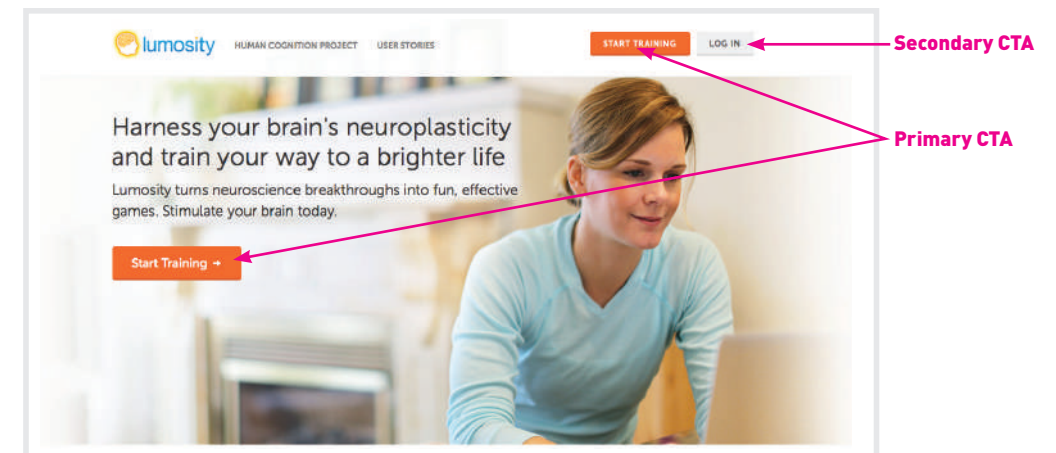 lumosity HUMAN COGNITION PROJECT USER STORIES START TRAINING LOG IN Secondary CTA
Primary CTA
Harness your brain's neuroplasticity
and train your way to a brighter life
Lumosity turns neuroscience breakthroughs into fun, effective
games. Stimulate your brain today.
Start Training →